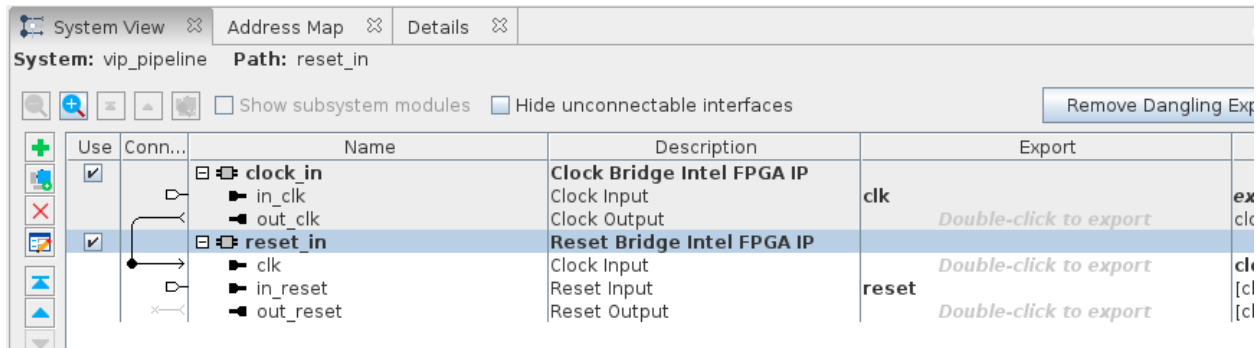 System View Address Map Details
System: vip_pipeline Path: reset_in
Show subsystem modules Hide unconnectable interfaces Remove Dangling
Use Conn... Name Description Export
clock_in Clock Bridge Intel FPGA IP
in_clk Clock Input clk
out_clk Clock Output Double-click to export
reset_in Reset Bridge Intel FPGA IP
clk Clock Input Double-click to export
in_reset Reset Input reset
out_reset Reset Output Double-click to export